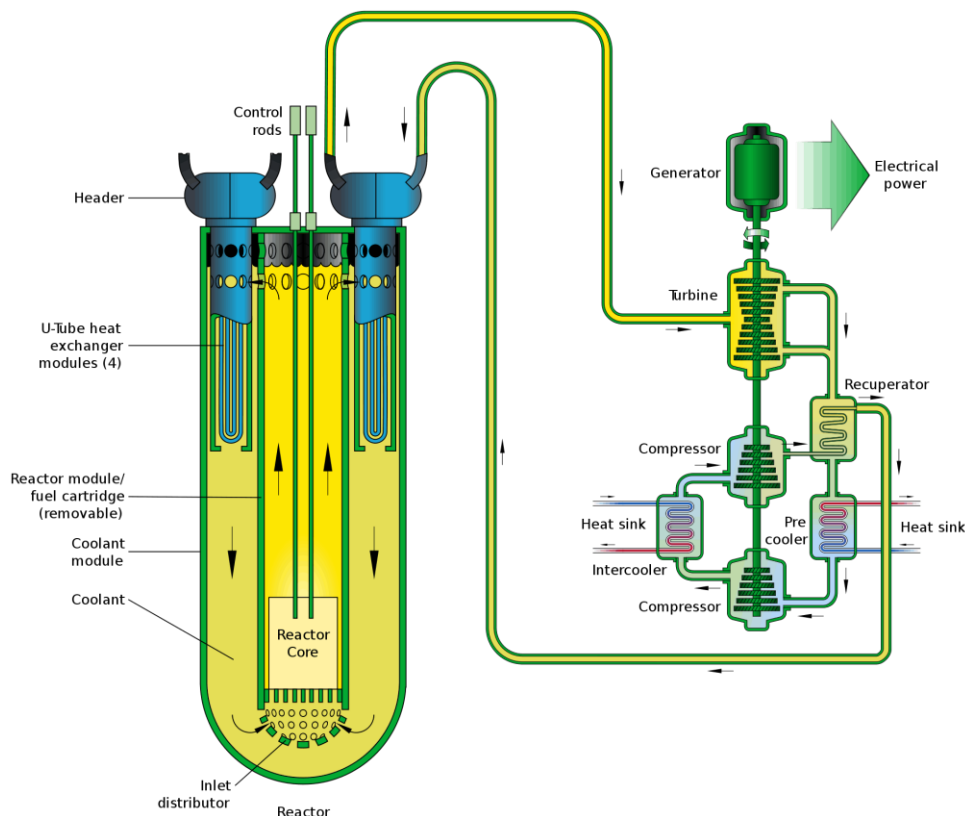 Control
rods
Header
U-Tube heat
exchanger
modules (4)
Reactor module/
fuel cartridge
(removable)
Coolant
module
Coolant
Reactor
Core
Inlet
distributor
Reactor
Generator
Electrical
power
Turbine
Recuperator
Compressor
Heat sink
Pre
cooler
Heat sink
Intercooler
Compressor